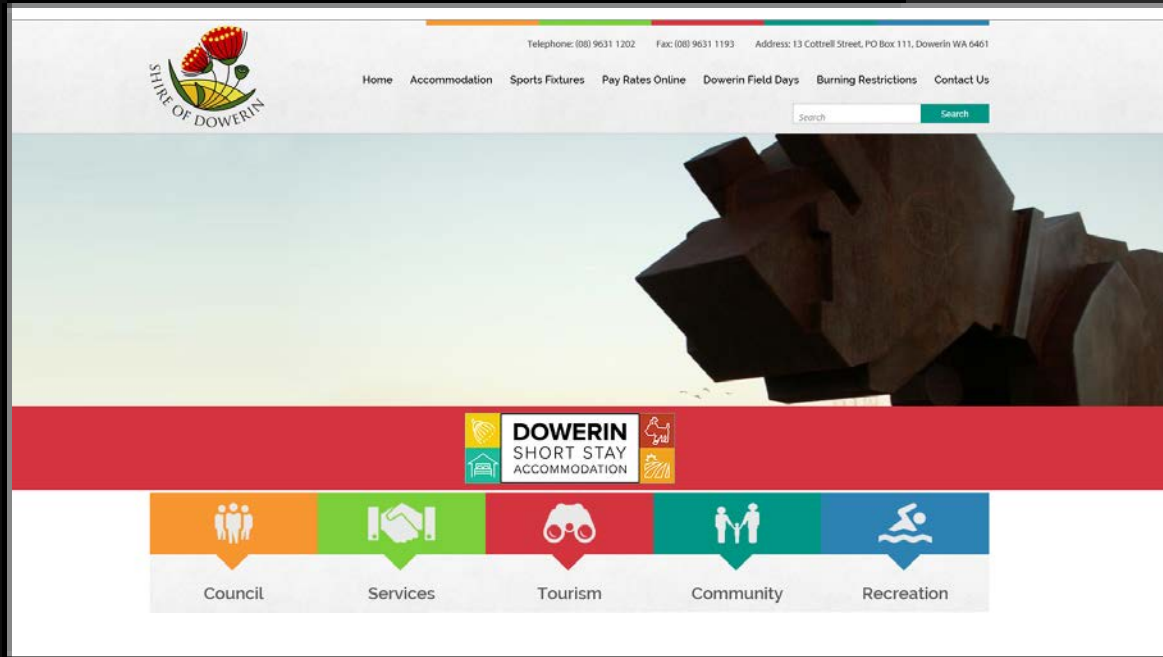 Telephone: (08) 9631 1202 Fax: (08) 9631 1193 Address: 13 Cottrell Street, PO Box 111, Dowerin WA 6461
SHIRE OF DOWERIN
Home Accommodation Sports Fixtures Pay Rates Online Dowerin Field Days Burning Restrictions Contact Us
Search Search
DOWERIN
SHORT STAY
ACCOMMODATION
Council Services Tourism Community Recreation